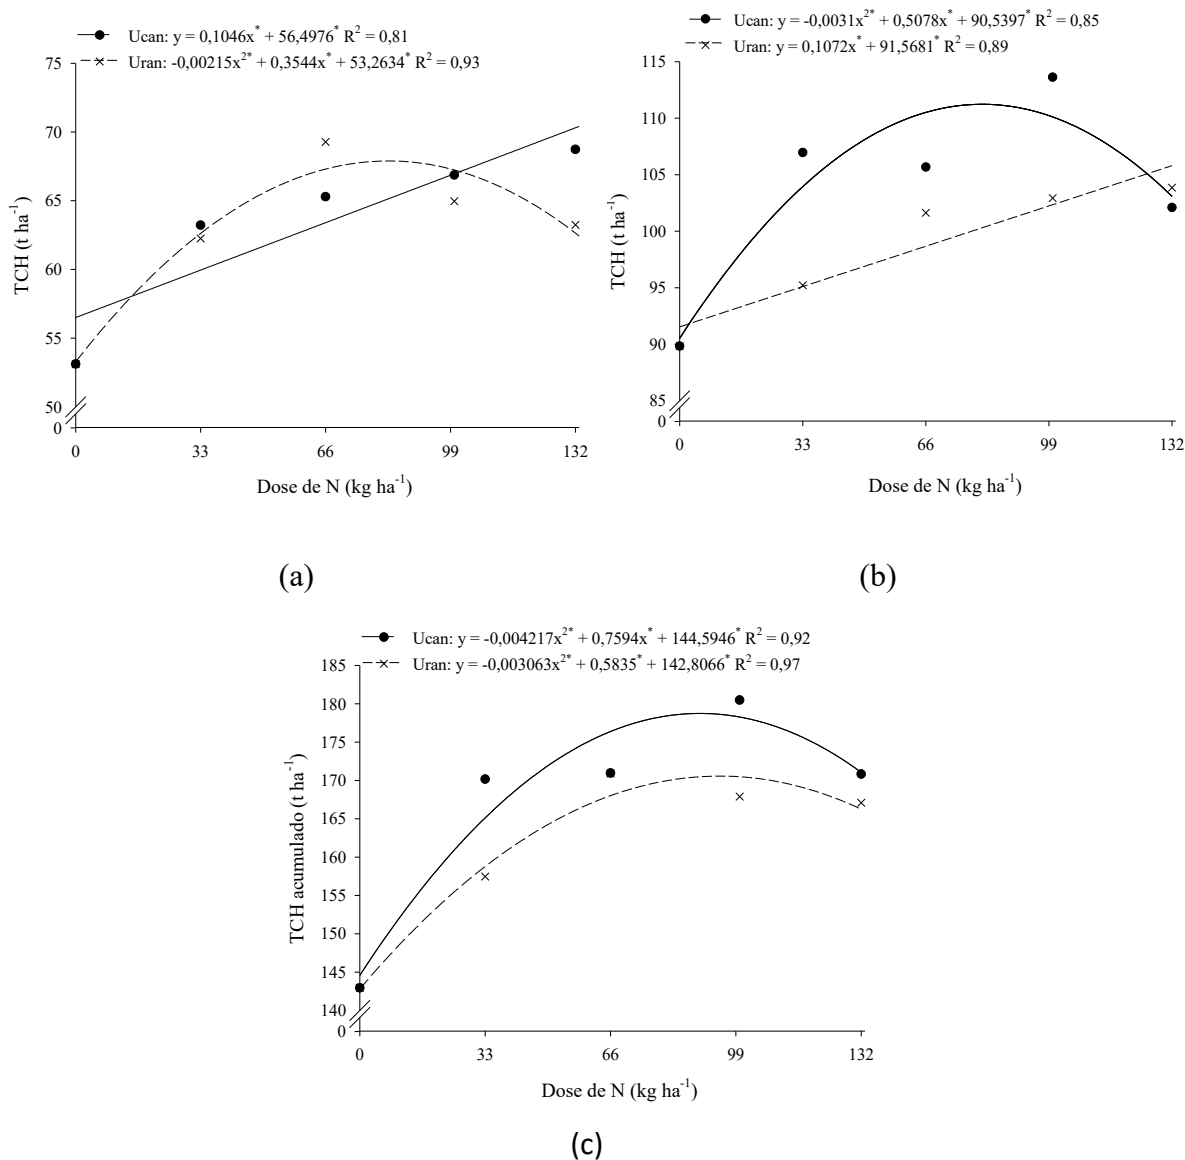 Ucan: y = 0,1046x* + 56,4976* R² = 0,81
Uran: -0,00215x²* + 0,3544x* + 53,2634* R² = 0,93
75
70
65
60
55
50
0
TCH (t ha⁻¹)
0 33 66 99 132
Dose de N (kg ha⁻¹)
(a)
Ucan: y = -0,0031x²* + 0,5078x* + 90,5397* R² = 0,85
Uran: y = 0,1072x* + 91,5681* R² = 0,89
115
110
105
100
95
90
85
0
TCH (t ha⁻¹)
0 33 66 99 132
Dose de N (kg ha⁻¹)
(b)
Ucan: y = -0,004217x²* + 0,7594x* + 144,5946* R² = 0,92
Uran: y = -0,003063x²* + 0,5835* + 142,8066* R² = 0,97
185
180
175
170
165
160
155
150
145
140
0
TCH acumulado (t ha⁻¹)
0 33 66 99 132
Dose de N (kg ha⁻¹)
(c)